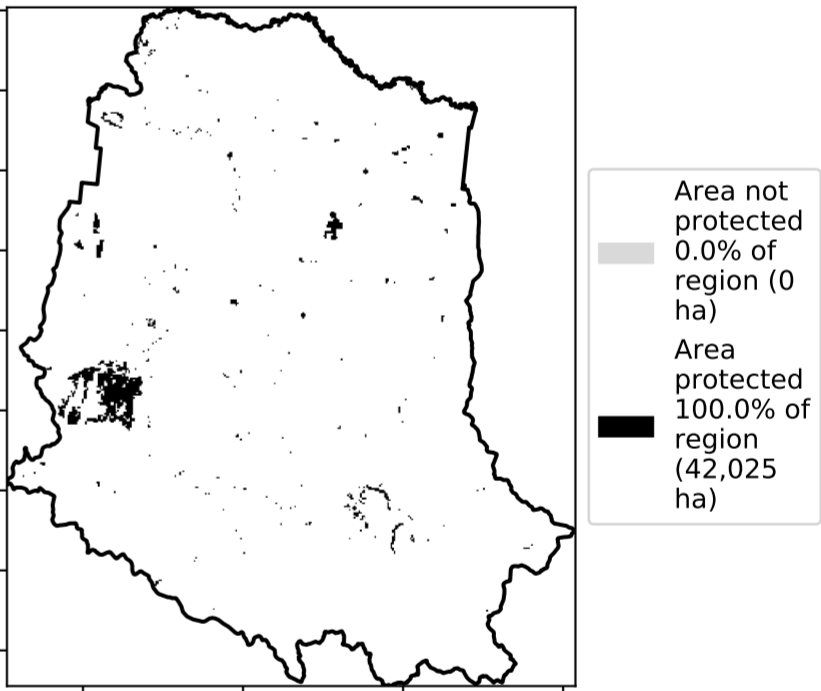 Area not
protected
0.0% of
region (0
ha)
Area
protected
100.0% of
region
(42,025
ha)